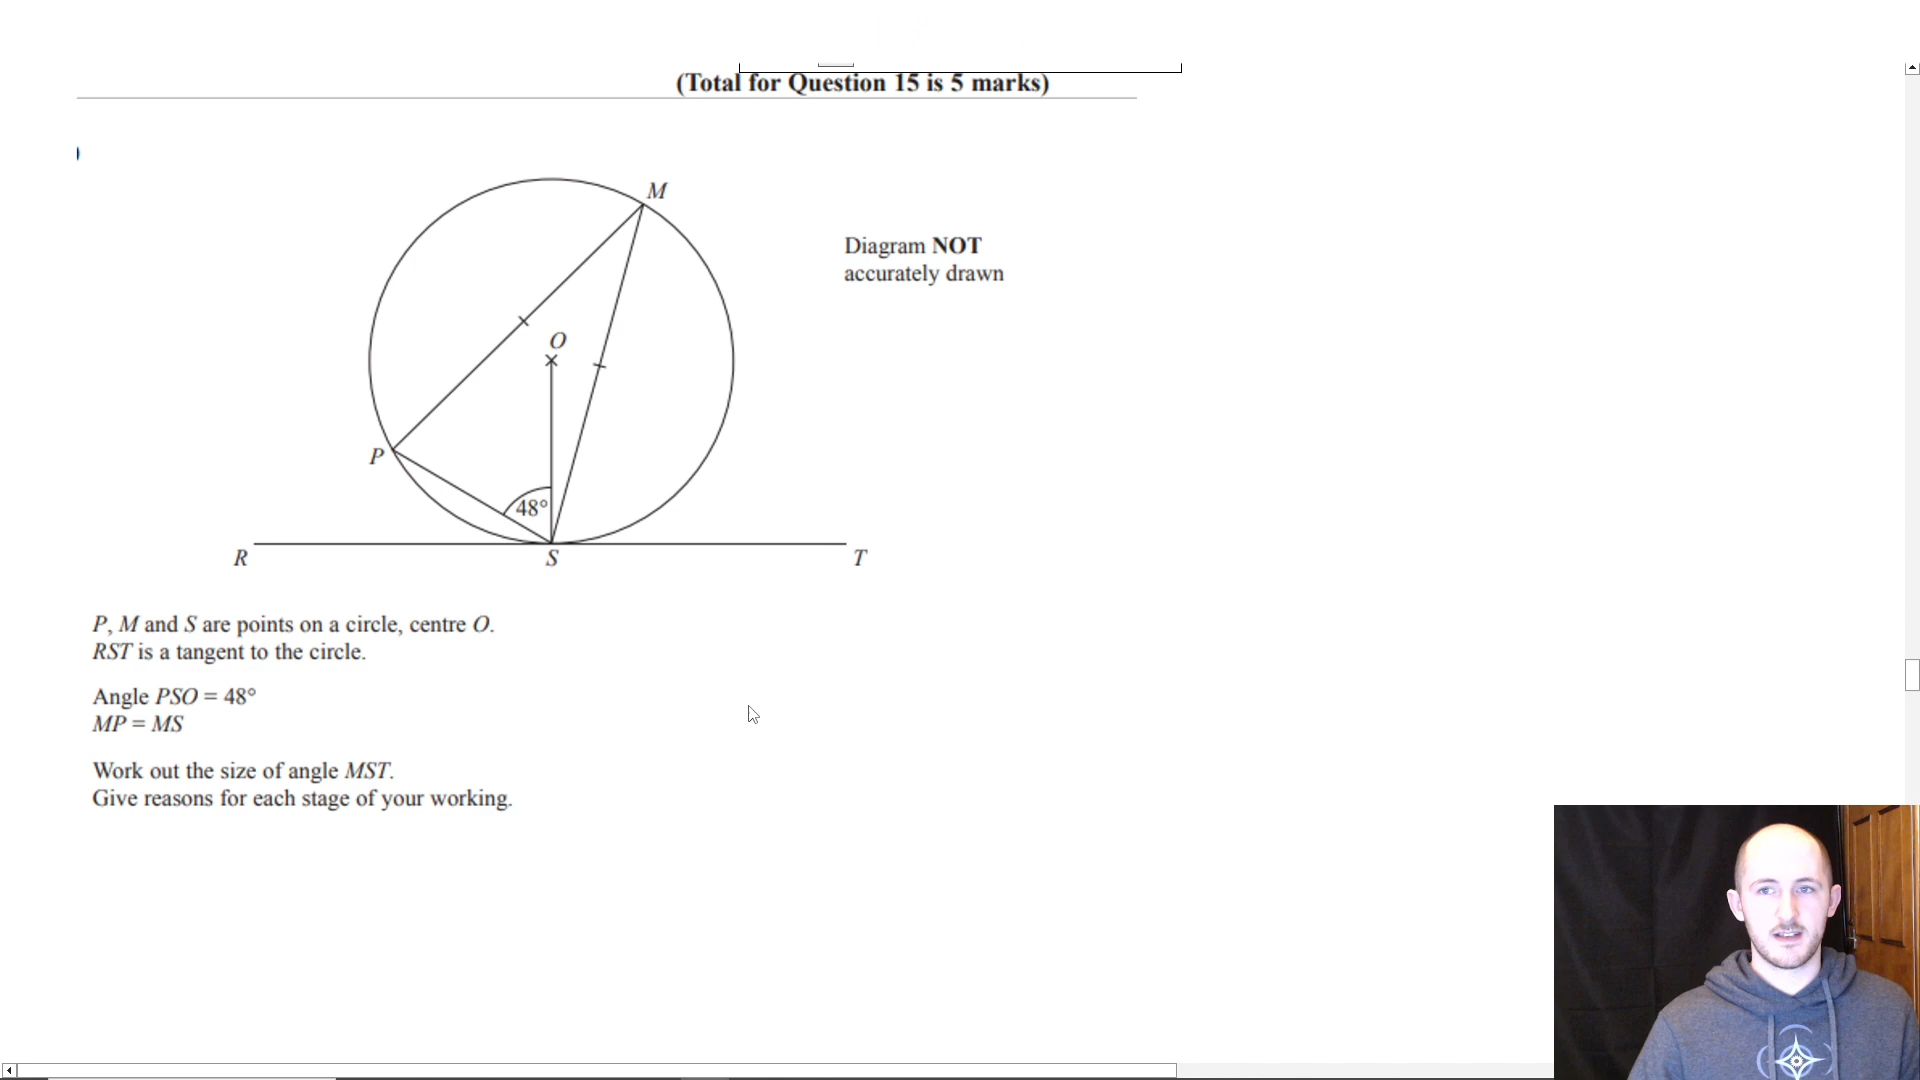 (Total for Question 15 is 5 marks)
M
Diagram NOT
accurately drawn
O
P
48°
R
S
T
P, M and S are points on a circle, centre O.
RST is a tangent to the circle.
Angle PSO = 48°
MP = MS
Work out the size of angle MST.
Give reasons for each stage of your working.